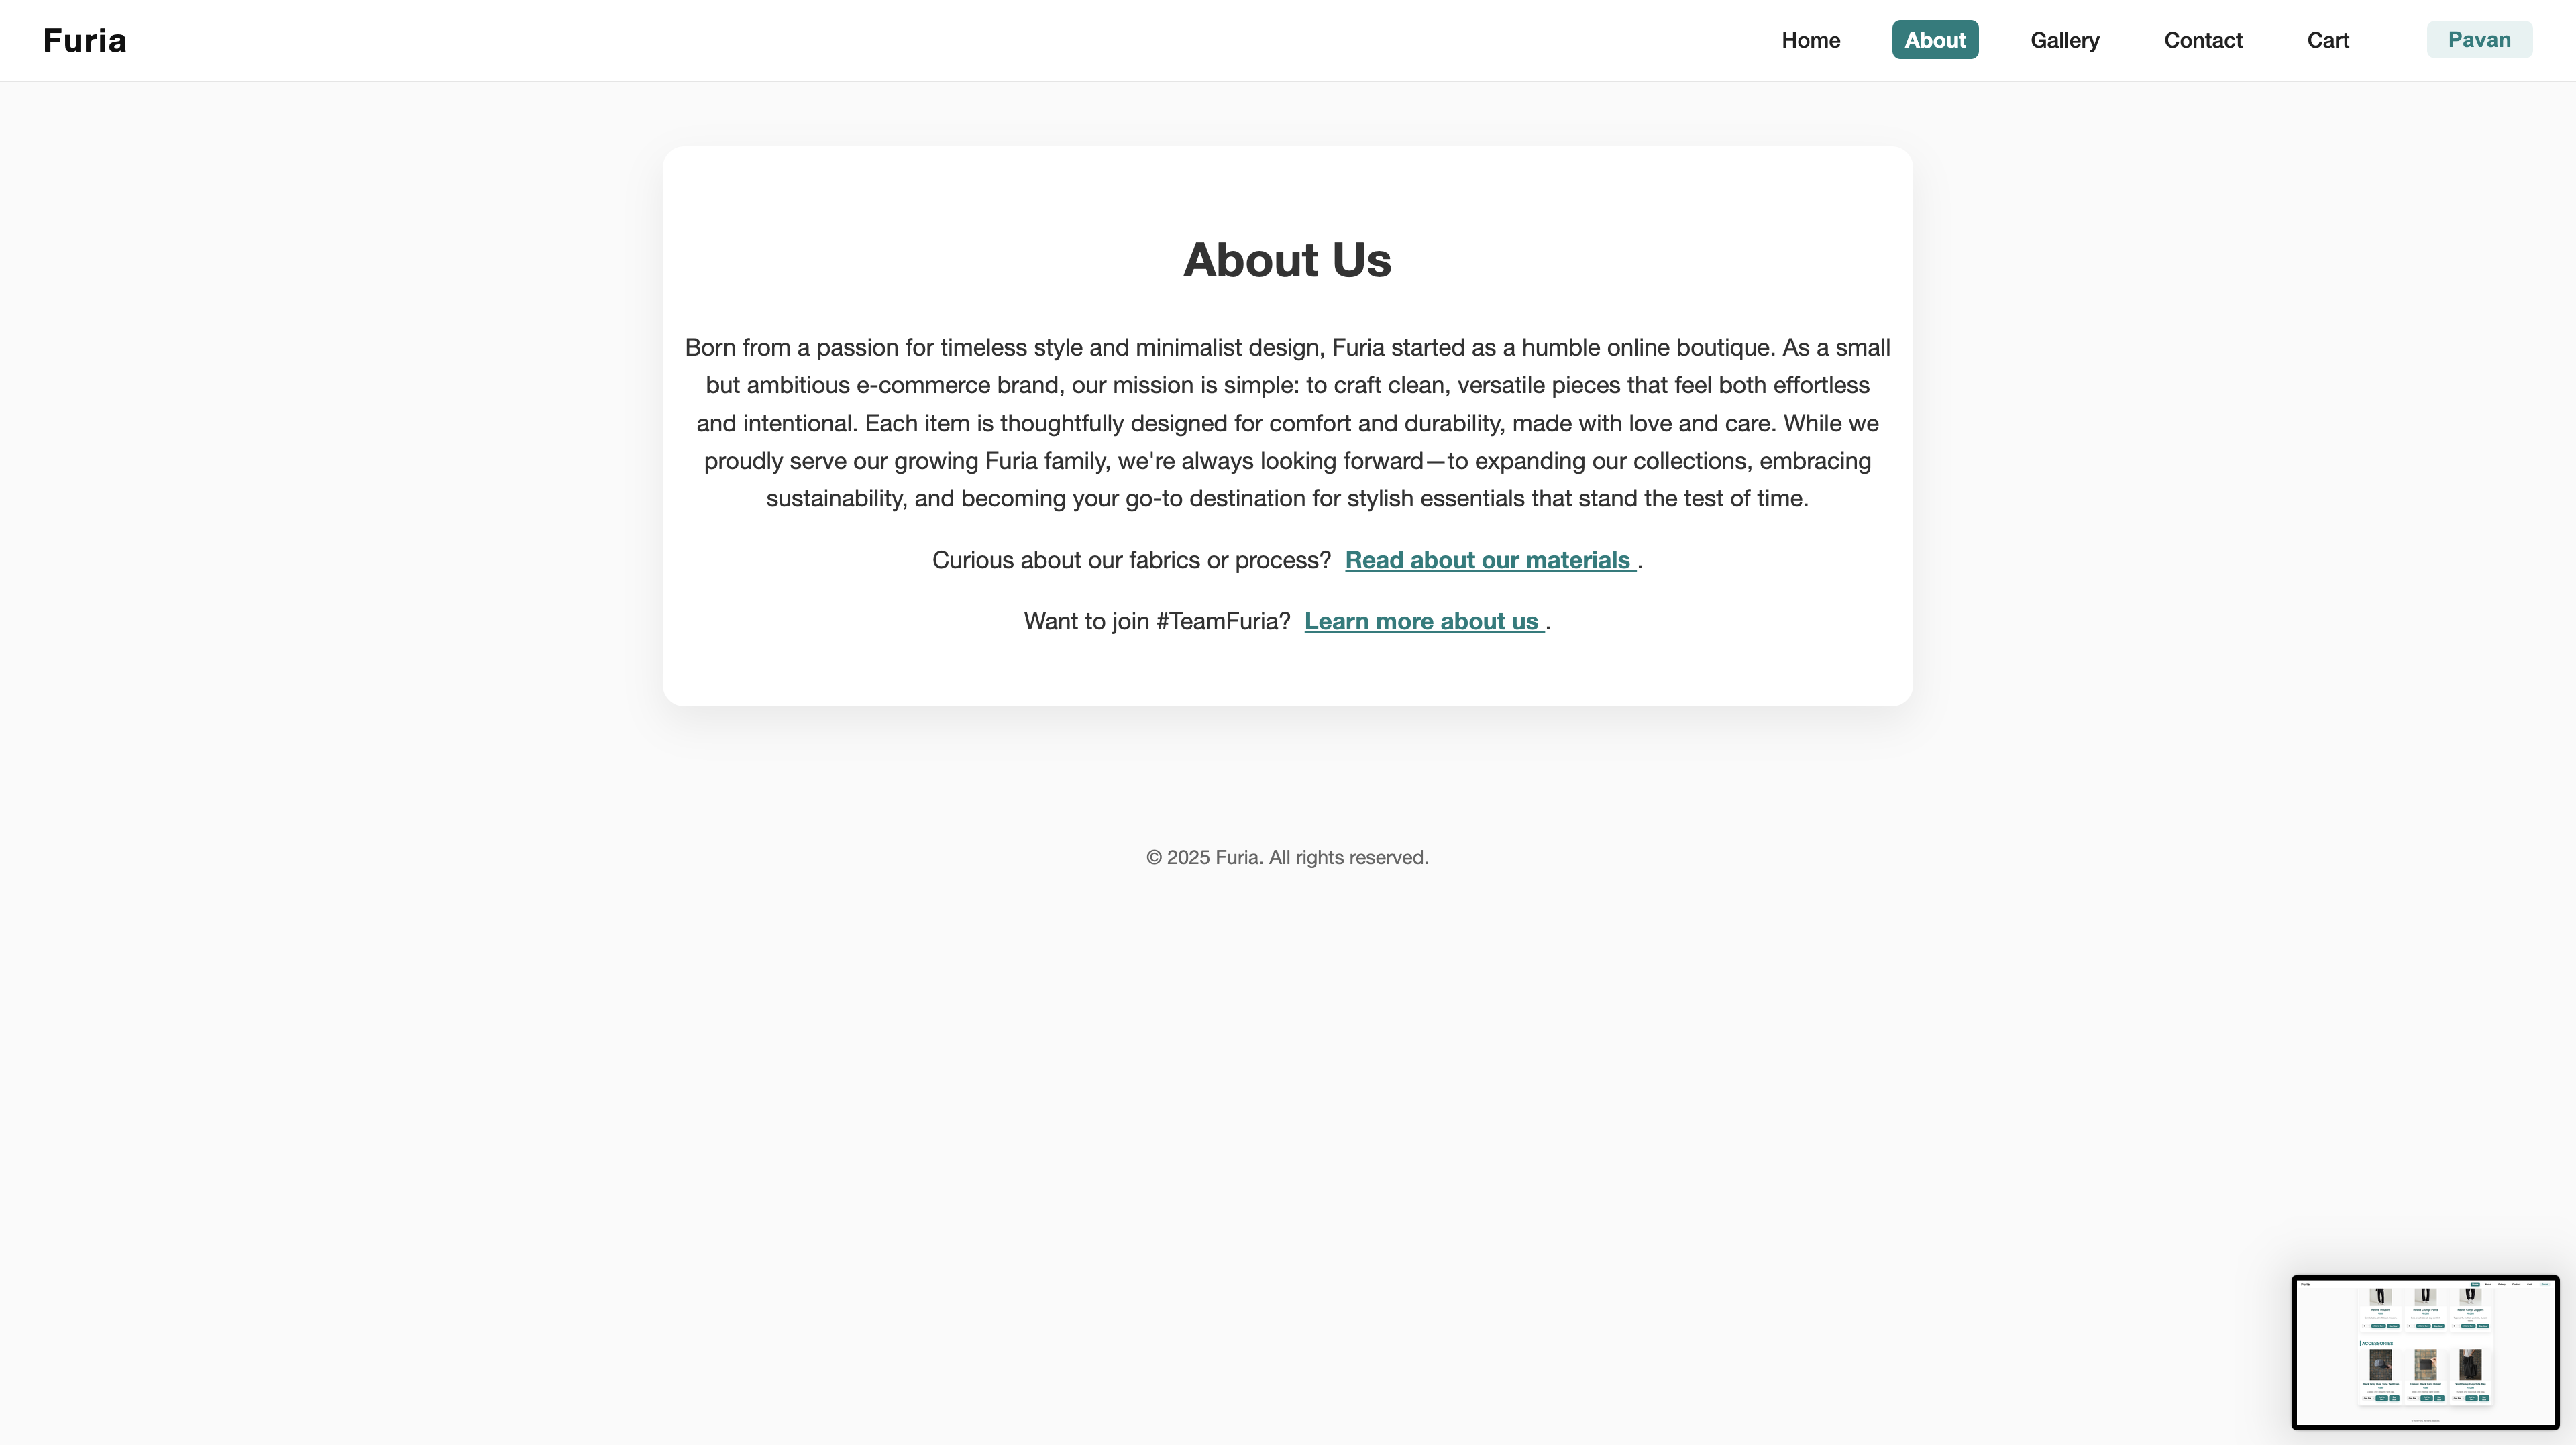 Furia
Home About Gallery Contact Cart Pavan
About Us
Born from a passion for timeless style and minimalist design, Furia started as a humble online boutique. As a small
but ambitious e-commerce brand, our mission is simple: to craft clean, versatile pieces that feel both effortless
and intentional. Each item is thoughtfully designed for comfort and durability, made with love and care. While we
proudly serve our growing Furia family, we're always looking forward—to expanding our collections, embracing
sustainability, and becoming your go-to destination for stylish essentials that stand the test of time.
Curious about our fabrics or process? Read about our materials .
Want to join #TeamFuria? Learn more about us .
© 2025 Furia. All rights reserved.
ACCESSORIES